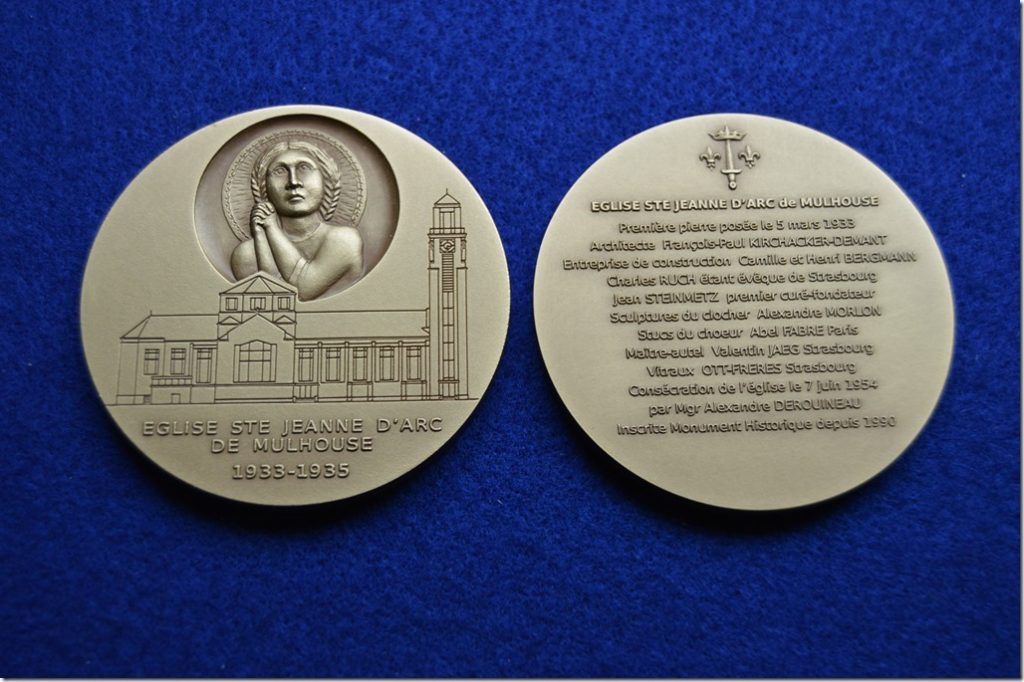 EGLISE STE JEANNE D'ARC
DE MULHOUSE
1933-1935
EGLISE STE JEANNE D'ARC de MULHOUSE
Première pierre posée le 5 mars 1933
Architecte François-Paul KIRCHACKER-DEMANT
Entreprise de construction Camille et Henri BERGMANN
Charles RUCH étant évêque de Strasbourg
Jean STEINMETZ premier curé-fondateur
Sculptures du clocher Alexandre MORLON
Stucs du choeur Abel FABRE Paris
Maître-autel Valentin JAEG Strasbourg
Vitraux OTT-FRERES Strasbourg
Consécration de l'église le 7 juin 1954
par Mgr Alexandre DEROUINEAU
Inscrite Monument Historique depuis 1990